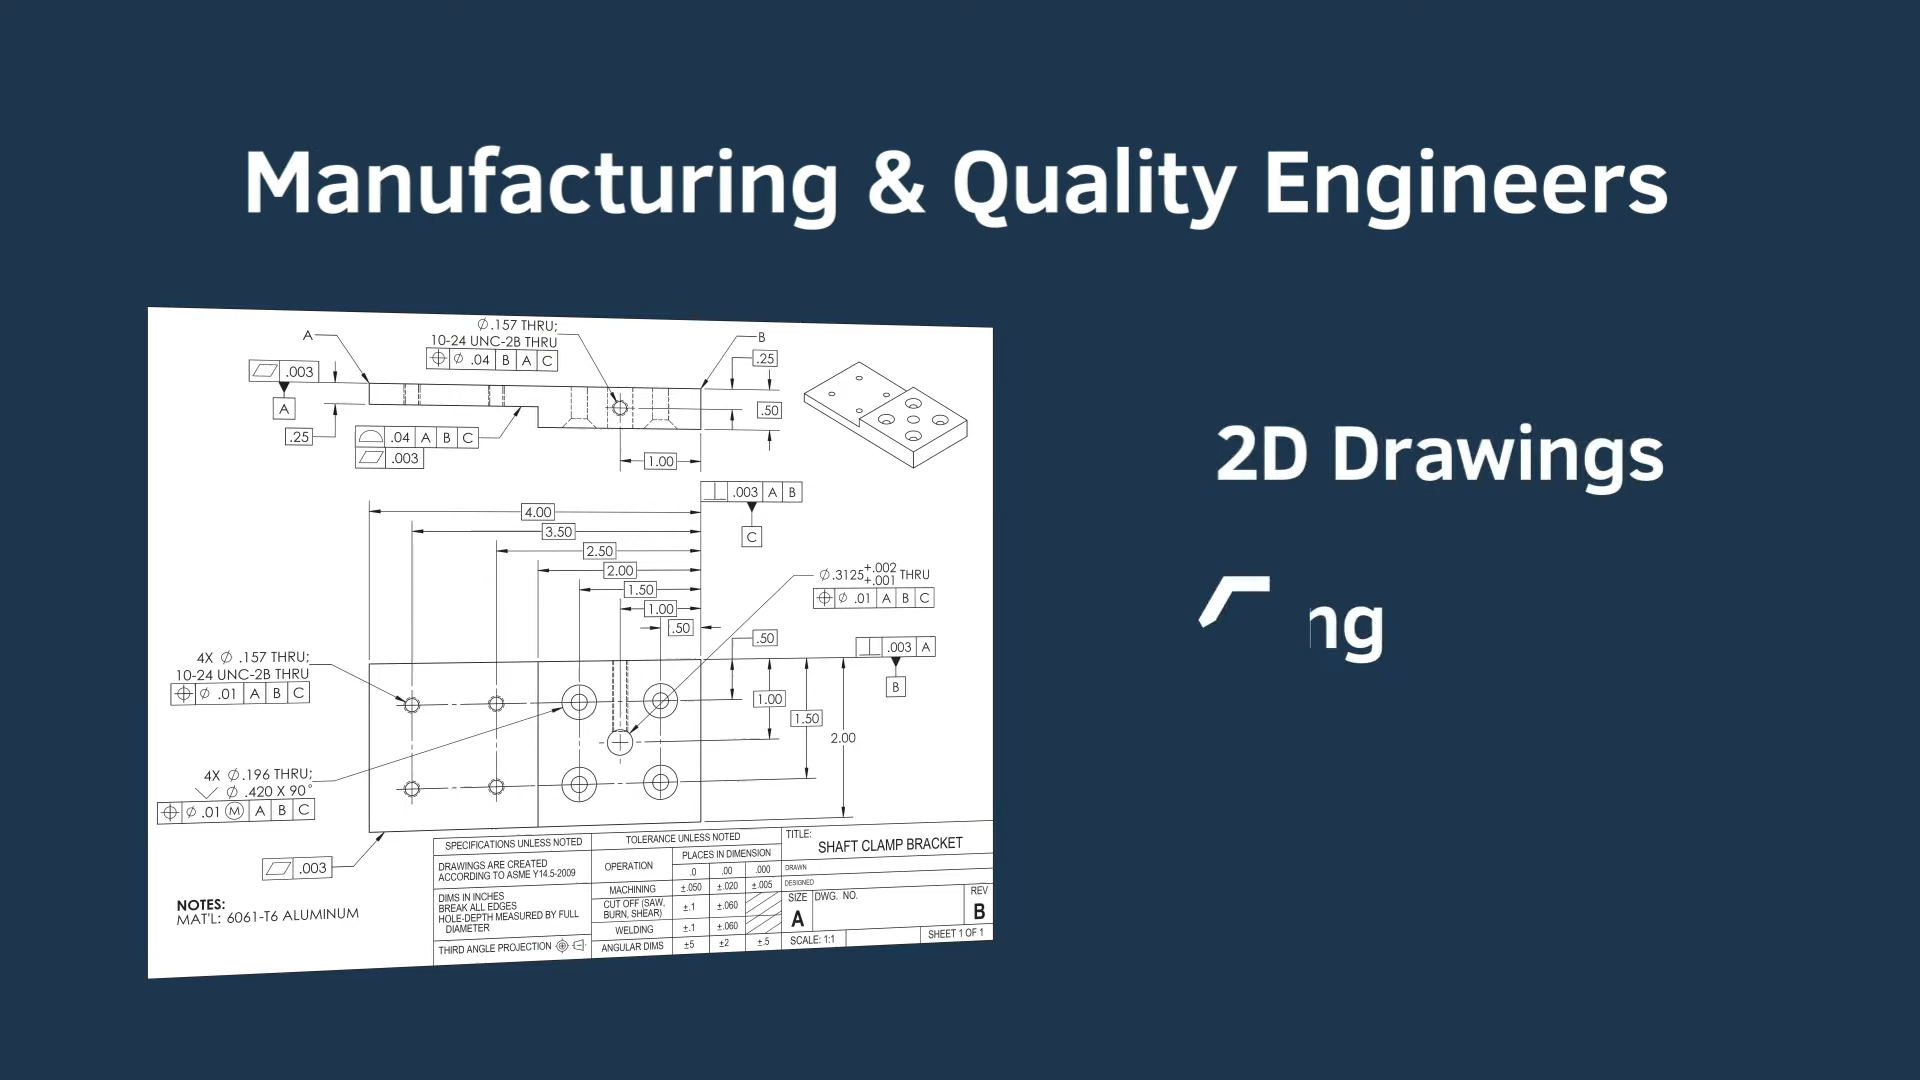 Manufacturing & Quality Engineers
2D Drawings
ng
A
B
∅.157 THRU;
10-24 UNC-2B THRU
⌖ ∅ .04 B A C
.25
.50
⏥ .003
A
.25
⌓ .04 A B C
⏥ .003
1.00
⟂ .003 A B
C
4.00
3.50
2.50
2.00
1.50
1.00
.50
∅.3125 +.002 +.001 THRU
⌖ ∅ .01 A B C
.50
⟂ .003 A
B
1.00
1.50
2.00
4X ∅ .157 THRU;
10-24 UNC-2B THRU
⌖ ∅ .01 A B C
4X ∅.196 THRU;
⌵ ∅ .420 X 90°
⌖ ∅ .01 Ⓜ A B C
⏥ .003
NOTES:
MAT'L: 6061-T6 ALUMINUM
SPECIFICATIONS UNLESS NOTED
DRAWINGS ARE CREATED
ACCORDING TO ASME Y14.5-2009
DIMS IN INCHES
BREAK ALL EDGES
HOLE-DEPTH MEASURED BY FULL
DIAMETER
THIRD ANGLE PROJECTION
TOLERANCE UNLESS NOTED
OPERATION
PLACES IN DIMENSION
.0 .00 .000
MACHINING ±.050 ±.020 ±.005
CUT OFF (SAW,
BURN, SHEAR) ±.1 ±.060
WELDING ±.1 ±.060
ANGULAR DIMS ±5 ±2 ±.5
TITLE:
SHAFT CLAMP BRACKET
DRAWN
DESIGNED
SIZE
A
DWG. NO.
REV
B
SCALE: 1:1
SHEET 1 OF 1